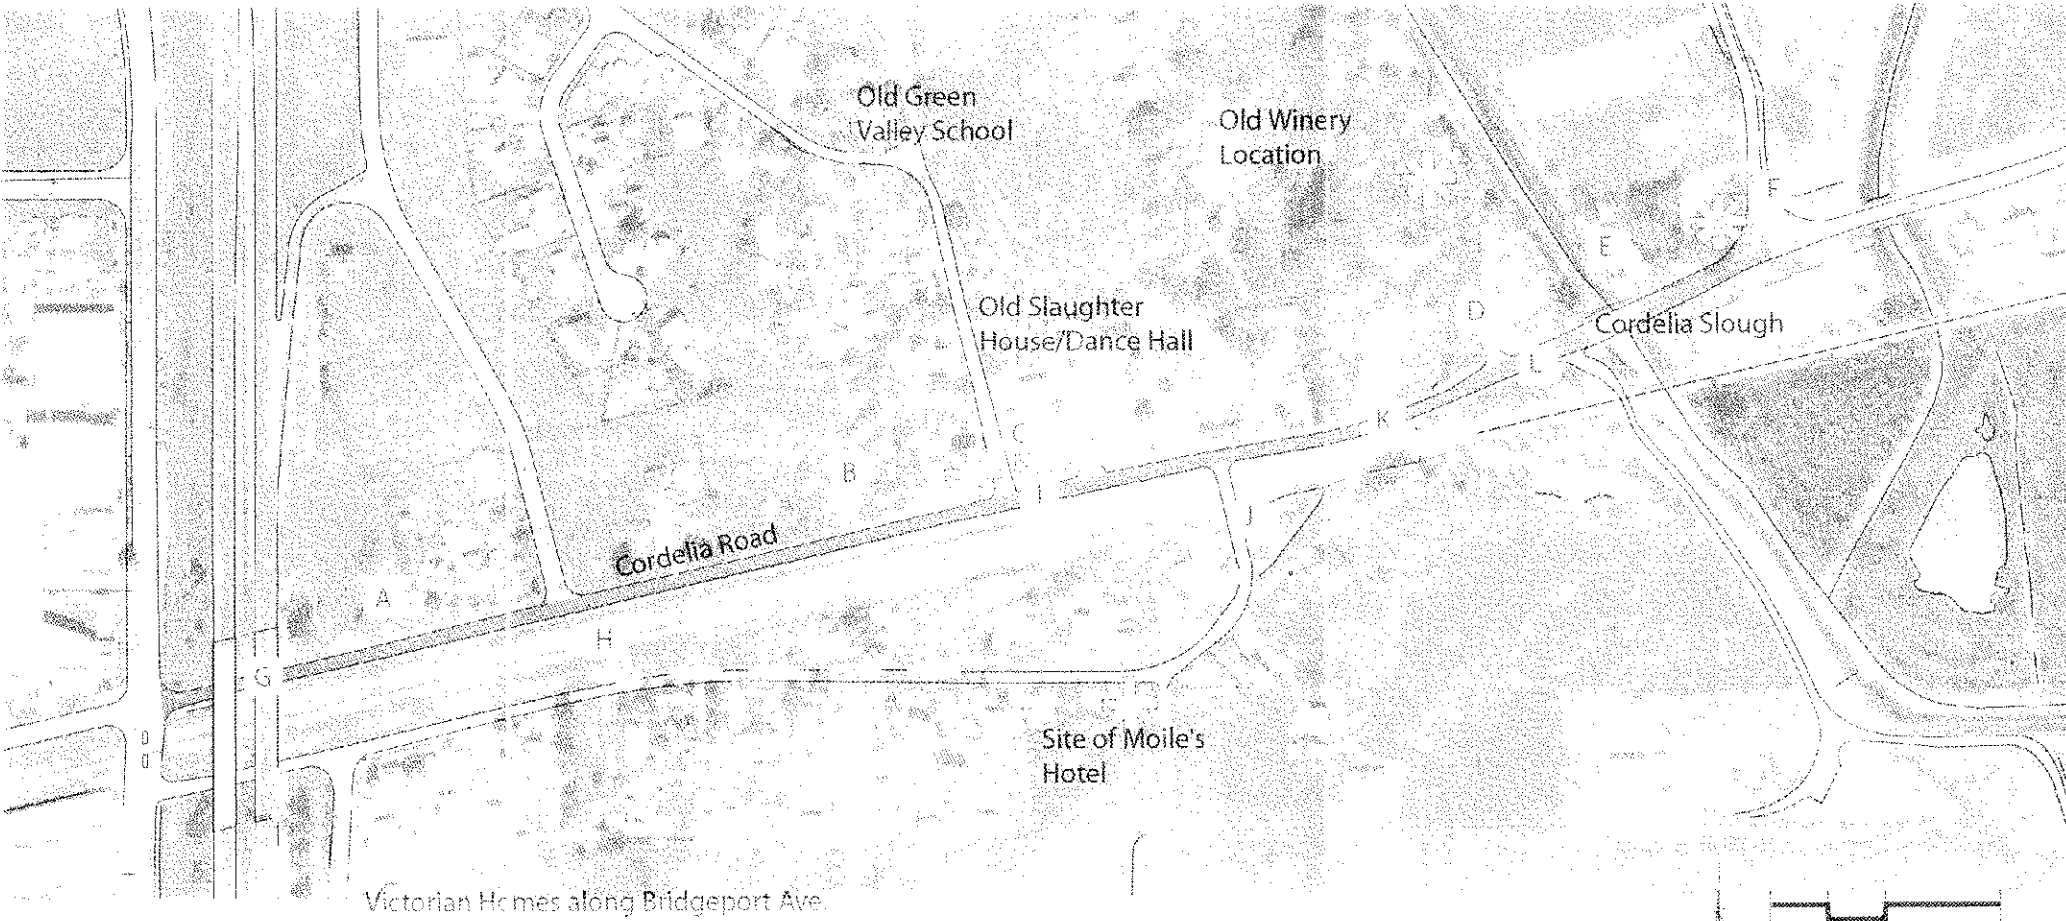 Old Green
Valley School
Old Winery
Location
F
E
Old Slaughter
House/Dance Hall
D
Cordelia Slough
L
K
C
B
I
J
Cordelia Road
A
H
G
Site of Moile's
Hotel
Victorian Homes along Bridgeport Ave.